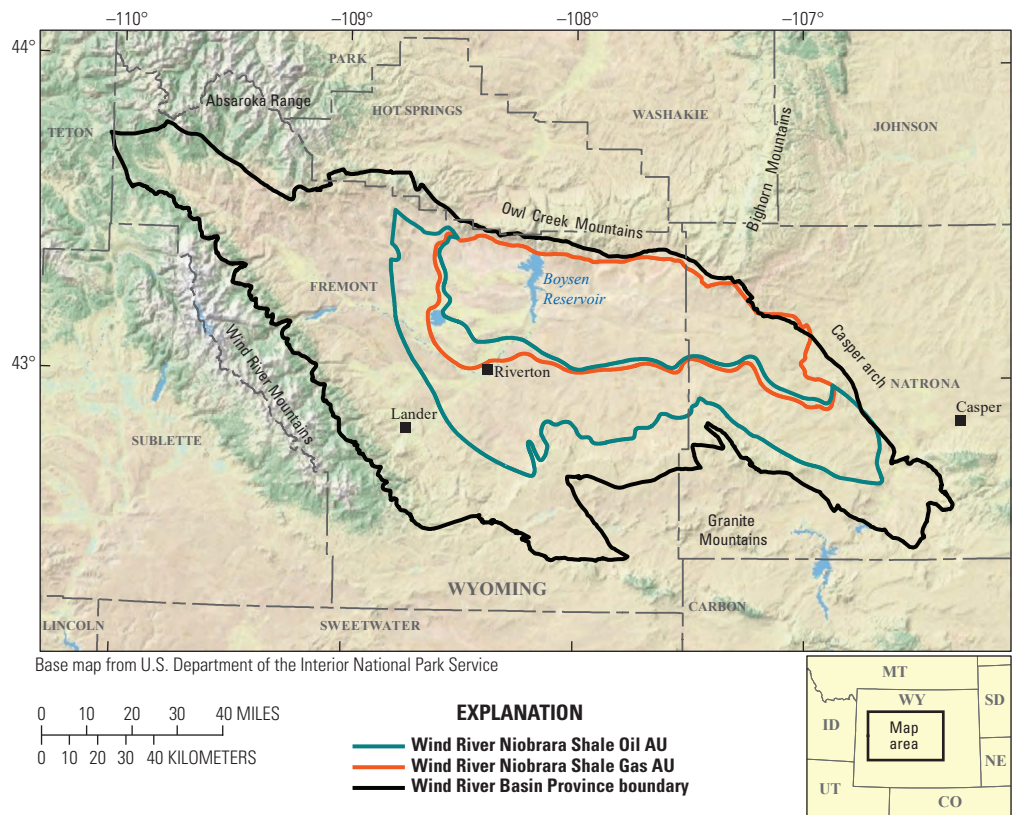 −110°
−109°
−108°
−107°
44°
43°
PARK
Absaroka Range
HOT SPRINGS
WASHAKIE
JOHNSON
TETON
Bighorn Mountains
Owl Creek Mountains
FREMONT
Boysen
Reservoir
Wind River Mountains
Casper arch
Riverton
NATRONA
Lander
Casper
SUBLETTE
Granite
Mountains
WYOMING
CARBON
LINCOLN
SWEETWATER
Base map from U.S. Department of the Interior National Park Service
0 10 20 30 40 MILES
0 10 20 30 40 KILOMETERS
EXPLANATION
Wind River Niobrara Shale Oil AU
Wind River Niobrara Shale Gas AU
Wind River Basin Province boundary
MT
WY
SD
ID
Map
area
NE
UT
CO